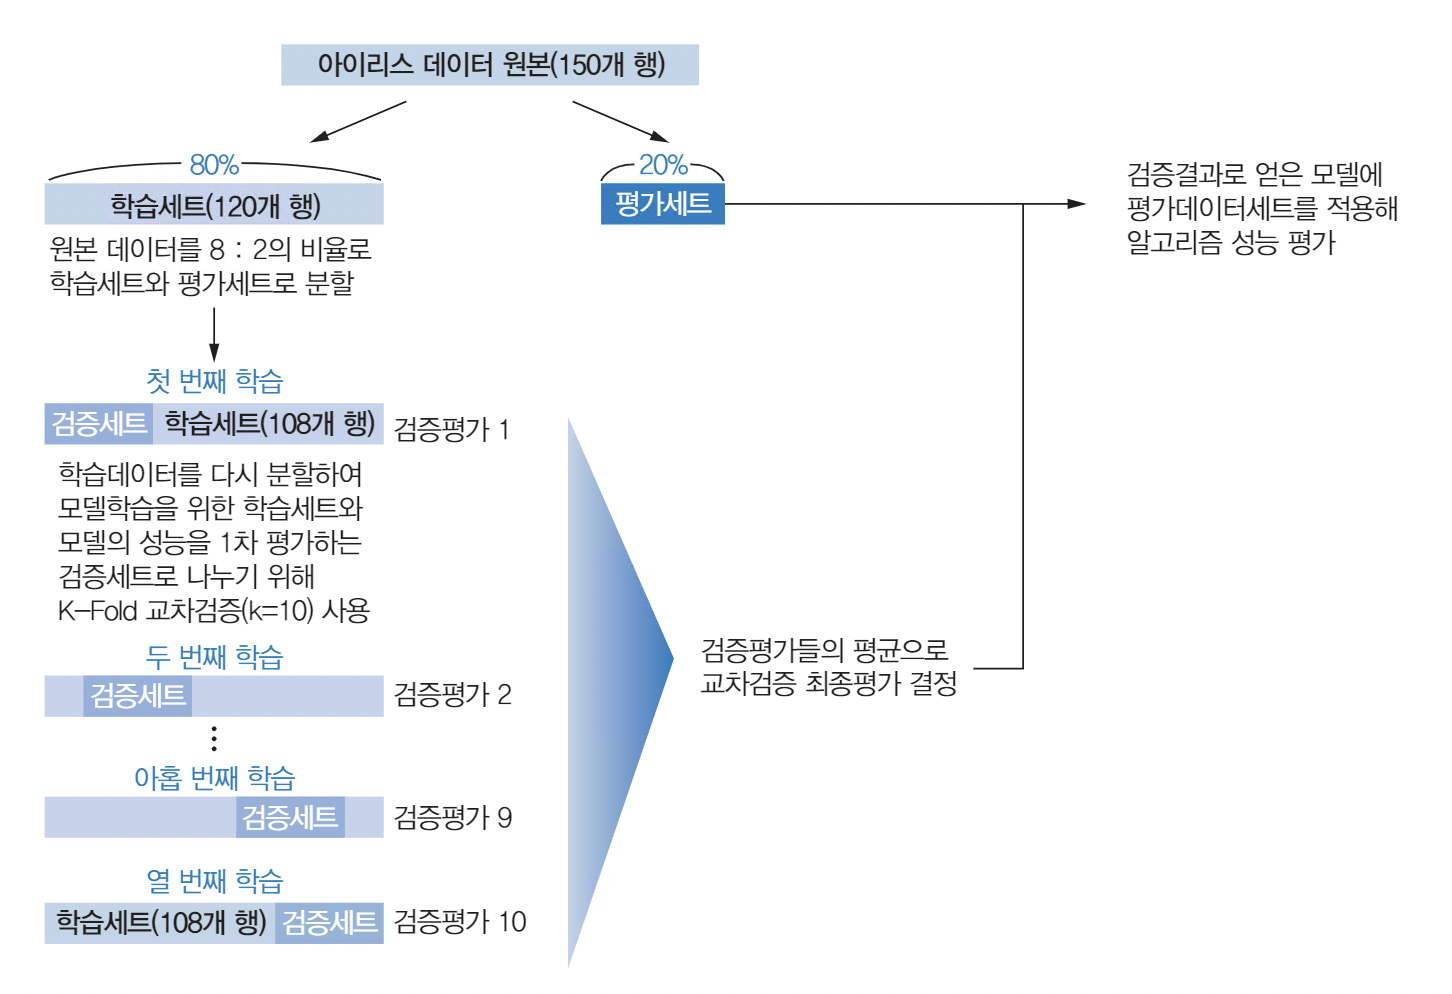 아이리스 데이터 원본(150개 행)
80%
학습세트(120개 행)
원본 데이터를 8 : 2의 비율로
학습세트와 평가세트로 분할
20%
평가세트
검증결과로 얻은 모델에
평가데이터세트를 적용해
알고리즘 성능 평가
첫 번째 학습
검증세트 학습세트(108개 행) 검증평가 1
학습데이터를 다시 분할하여
모델학습을 위한 학습세트와
모델의 성능을 1차 평가하는
검증세트로 나누기 위해
K-Fold 교차검증(k=10) 사용
두 번째 학습
검증세트 검증평가 2
⋮
아홉 번째 학습
검증세트 검증평가 9
열 번째 학습
학습세트(108개 행) 검증세트 검증평가 10
검증평가들의 평균으로
교차검증 최종평가 결정